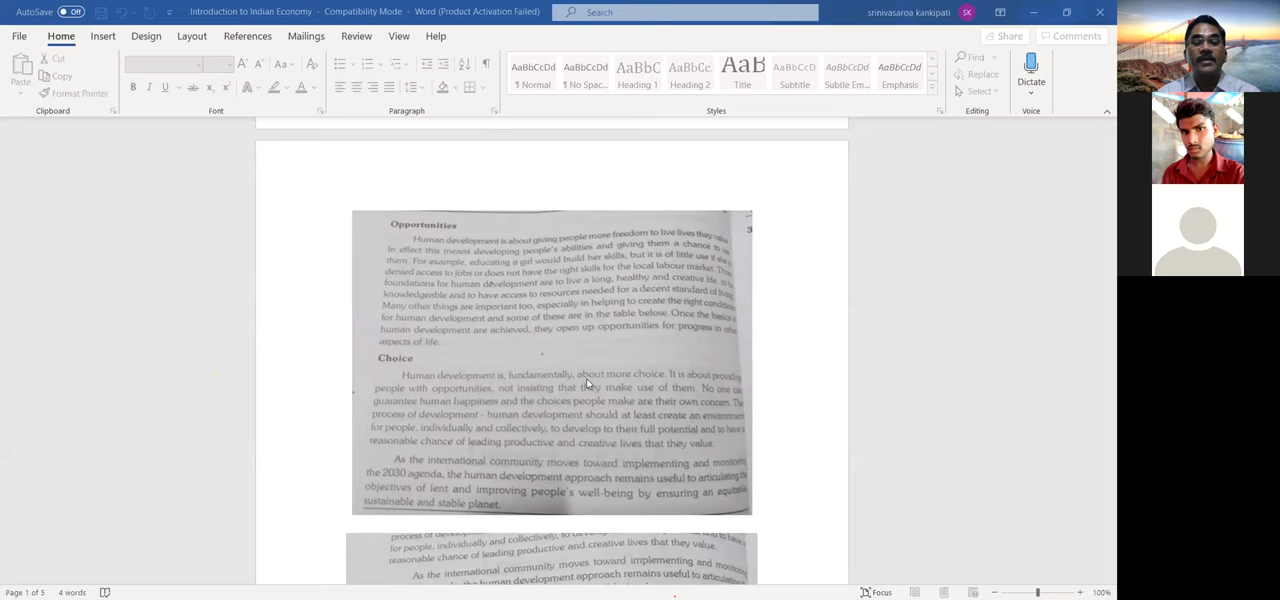 AutoSave Off
Introduction to Indian Economy - Compatibility Mode - Word (Product Activation Failed)
Search
srinivasaroa kankipati SK
File Home Insert Design Layout References Mailings Review View Help
Share Comments
Paste
Cut
Copy
Format Painter
Clipboard
Font
Paragraph
AaBbCcDd AaBbCcDd AaBbC AaBbCc AaB AaBbCcD AaBbCcDd AaBbCcDd
¶ Normal ¶ No Spac... Heading 1 Heading 2 Title Subtitle Subtle Em... Emphasis
Styles
Find
Replace
Select
Editing
Dictate
Voice
3
Opportunities
Human development is about giving people more freedom to live lives they value
In effect this means developing people's abilities and giving them a chance to
them. For example, educating a girl would build her skills, but it is of little use if she
denied access to jobs or does not have the right skills for the local labour market.
foundations for human development are to live a long, healthy and creative life, to
knowledgeable and to have access to resources needed for a decent standard of living
Many other things are important too, especially in helping to create the right conditions
for human development and some of these are in the table below. Once the basics
human development are achieved, they open up opportunities for progress in
aspects of life.
Choice
Human development is, fundamentally, about more choice. It is about providing
people with opportunities, not insisting that they make use of them. No one can
guarantee human happiness and the choices people make are their own concern. The
process of development - human development should at least create an environment
for people, individually and collectively, to develop to their full potential and to have
reasonable chance of leading productive and creative lives that they value.
As the international community moves toward implementing and monitoring
the 2030 agenda, the human development approach remains useful to articulating the
objectives of lent and improving people's well-being by ensuring an equitable,
sustainable and stable planet.
process of
for people, individually and collectively, to
reasonable chance of leading productive and creative lives that they value.
As the international community moves toward implementing and
the human development approach remains useful to
Page 1 of 5 4 words
Focus
100%